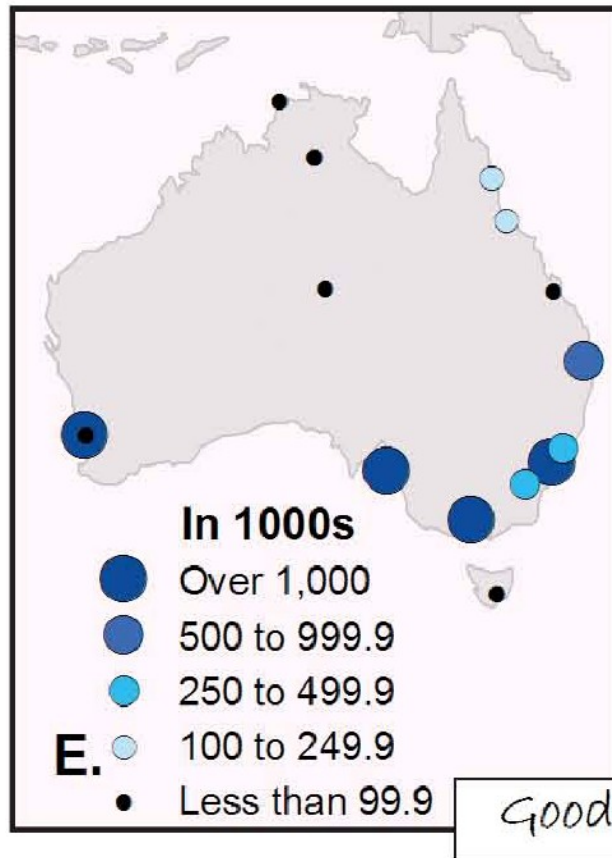 In 1000s
Over 1,000
500 to 999.9
250 to 499.9
E. 100 to 249.9
Less than 99.9
Good